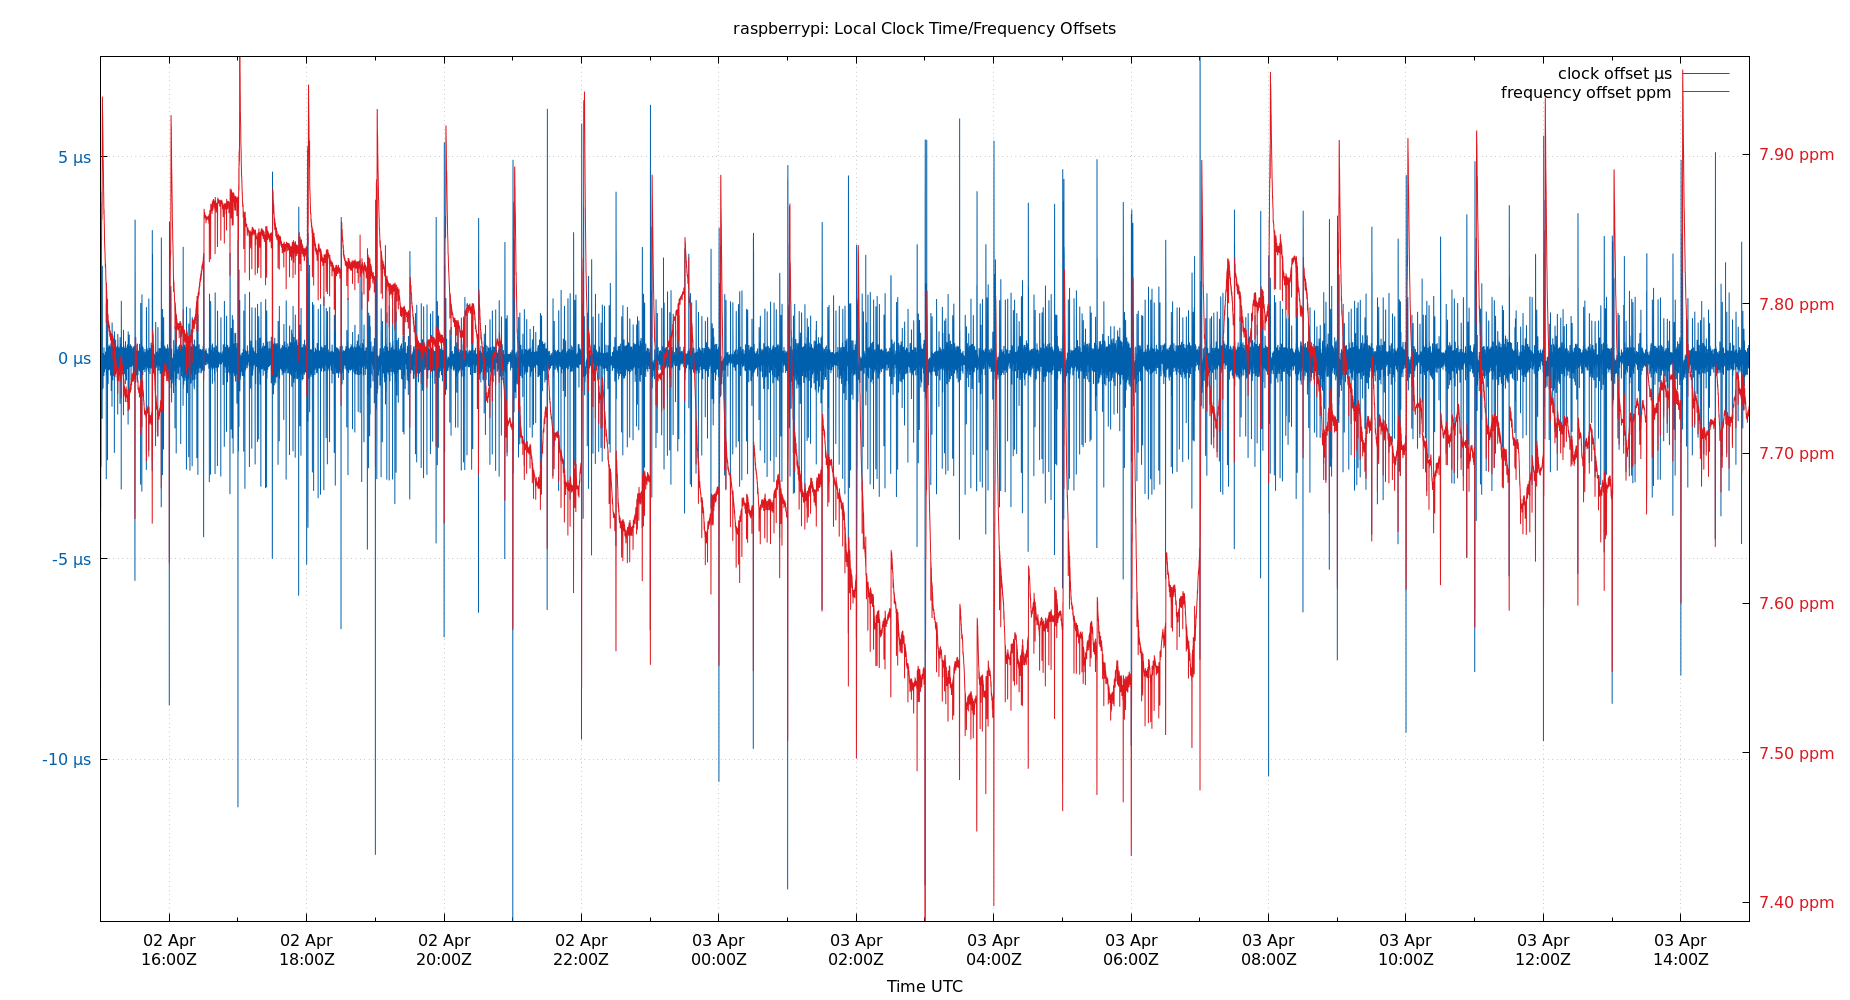 raspberrypi: Local Clock Time/Frequency Offsets
clock offset µs
frequency offset ppm
5 µs
0 µs
-5 µs
-10 µs
7.90 ppm
7.80 ppm
7.70 ppm
7.60 ppm
7.50 ppm
7.40 ppm
02 Apr 02 Apr 02 Apr 02 Apr 03 Apr 03 Apr 03 Apr 03 Apr 03 Apr 03 Apr 03 Apr 03 Apr
16:00Z 18:00Z 20:00Z 22:00Z 00:00Z 02:00Z 04:00Z 06:00Z 08:00Z 10:00Z 12:00Z 14:00Z
Time UTC